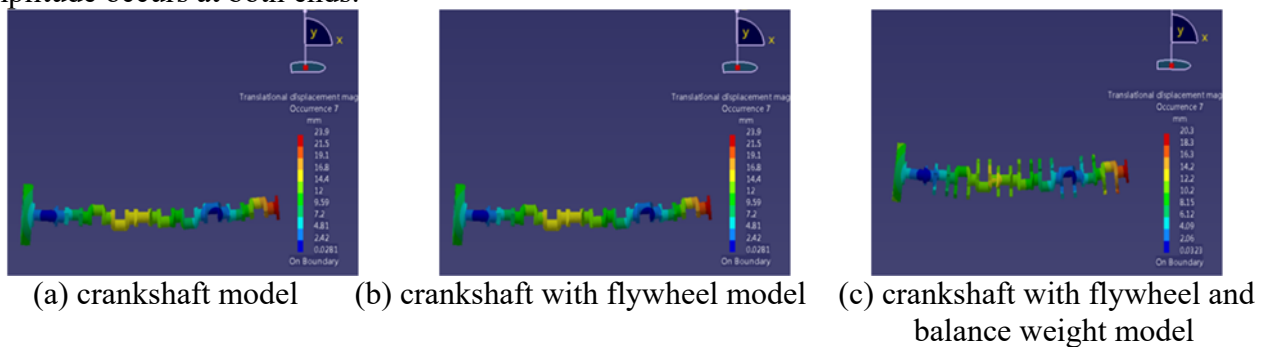 amplitude occurs at both ends.
y
x
Translational displacement mag
Occurrence 7
mm
23.9
21.5
19.1
16.8
14.4
12
9.59
7.2
4.81
2.42
0.0281
On Boundary
y
x
Translational displacement mag
Occurrence 7
mm
23.9
21.5
19.1
16.8
14.4
12
9.59
7.2
4.81
2.42
0.0281
On Boundary
y
x
Translational displacement mag
Occurrence 7
mm
20.3
18.3
16.3
14.2
12.2
10.2
8.15
6.12
4.09
2.06
0.0323
On Boundary
(a) crankshaft model
(b) crankshaft with flywheel model
(c) crankshaft with flywheel and
balance weight model